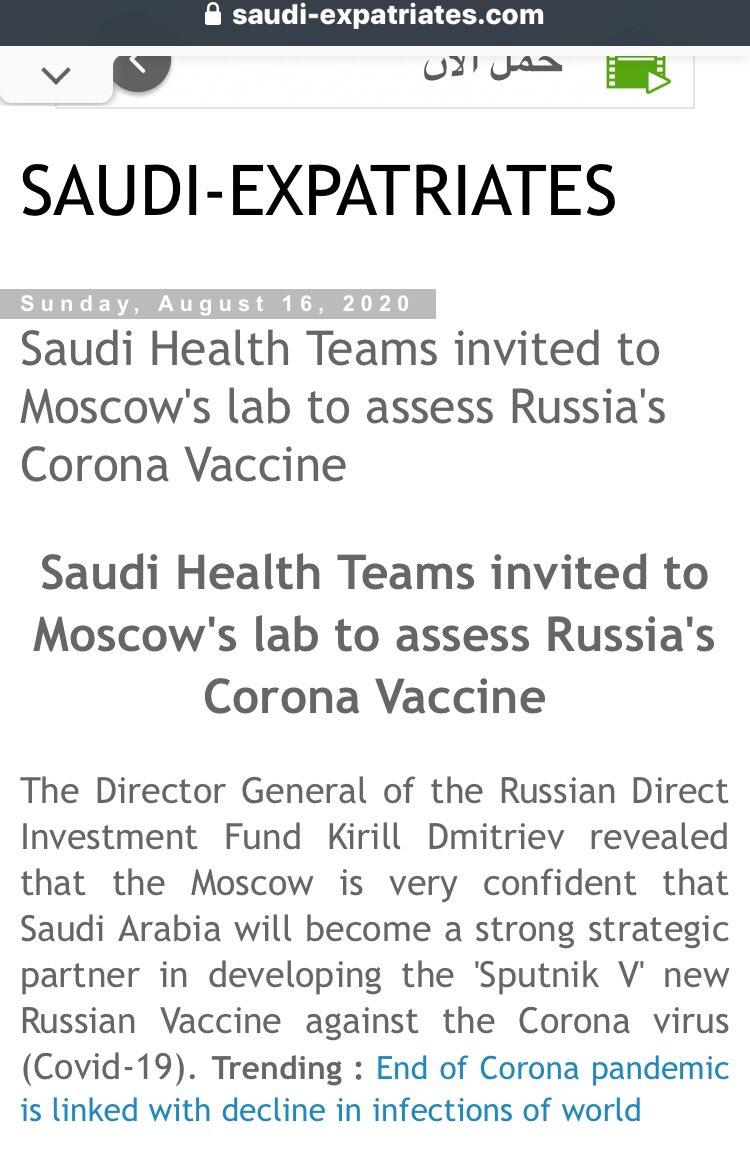 saudi-expatriates.com
حمل الآن
SAUDI-EXPATRIATES
Sunday, August 16, 2020
Saudi Health Teams invited to
Moscow's lab to assess Russia's
Corona Vaccine
Saudi Health Teams invited to
Moscow's lab to assess Russia's
Corona Vaccine
The Director General of the Russian Direct
Investment Fund Kirill Dmitriev revealed
that the Moscow is very confident that
Saudi Arabia will become a strong strategic
partner in developing the 'Sputnik V' new
Russian Vaccine against the Corona virus
(Covid-19). Trending : End of Corona pandemic
is linked with decline in infections of world